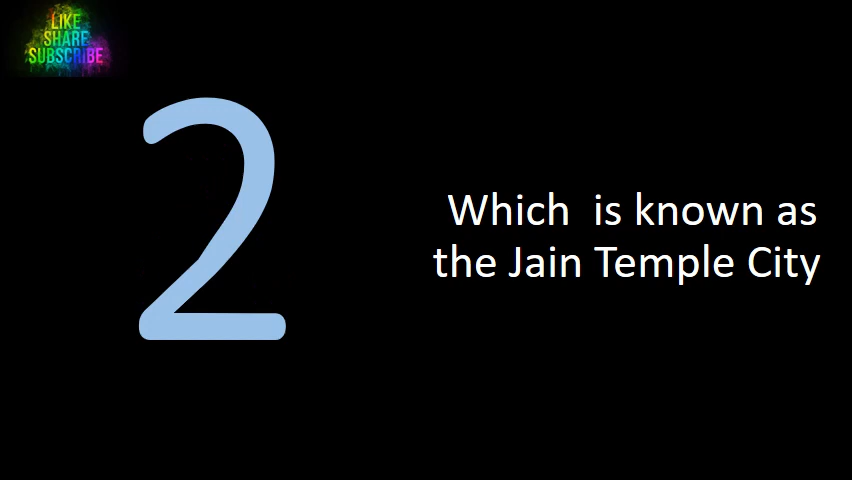 LIKE
SHARE
SUBSCRIBE
2
Which  is known as
the Jain Temple City